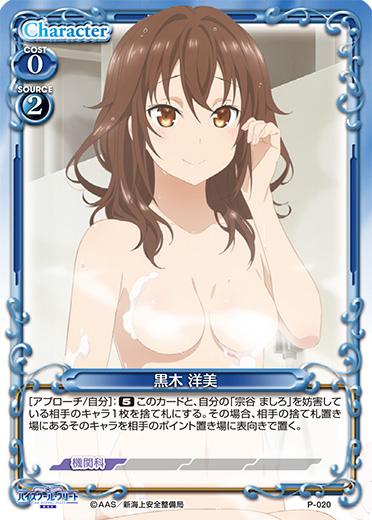 Character
COST
0
SOURCE
2
黒木 洋美
[アプローチ/自分]：5 このカードと、自分の「宗谷 ましろ」を妨害して
いる相手のキャラ1枚を捨て札にする。その場合、相手の捨て札置き
場にあるそのキャラを相手のポイント置き場に表向きで置く。
機関科
ハイスクール・フリート
©AAS／新海上安全整備局
P-020